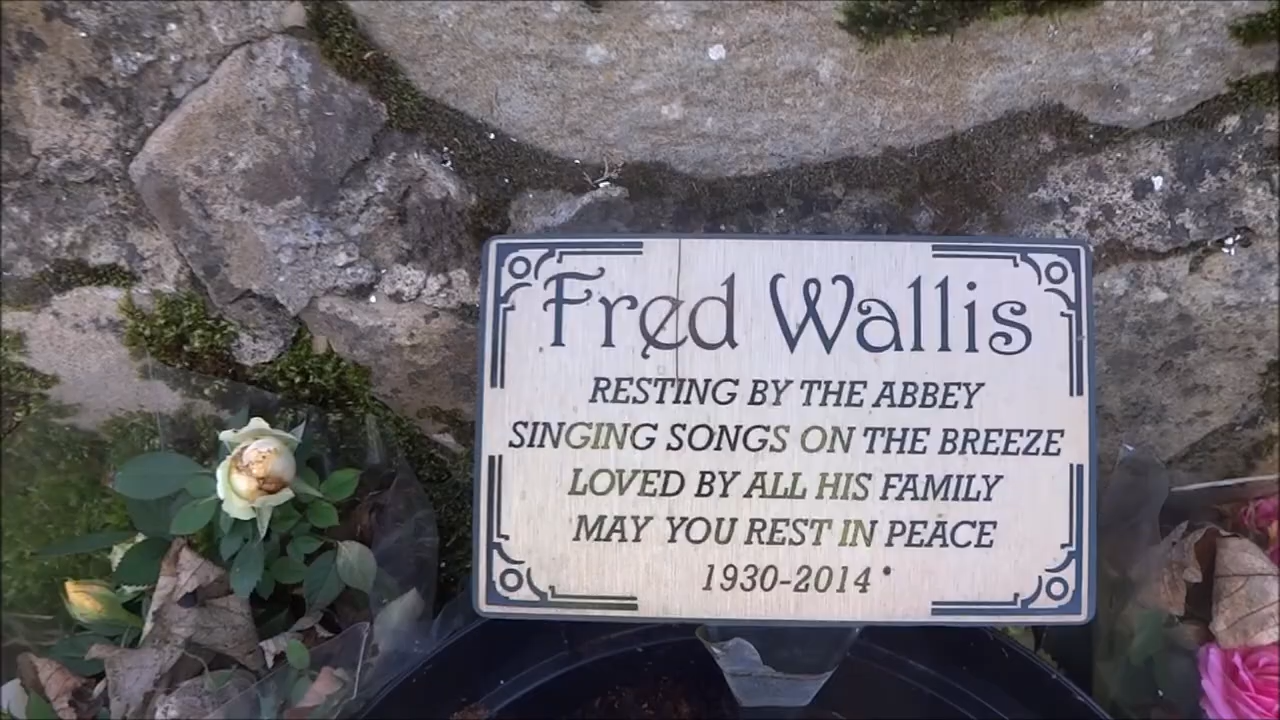 Fred Wallis
RESTING BY THE ABBEY
SINGING SONGS ON THE BREEZE
LOVED BY ALL HIS FAMILY
MAY YOU REST IN PEACE
1930-2014